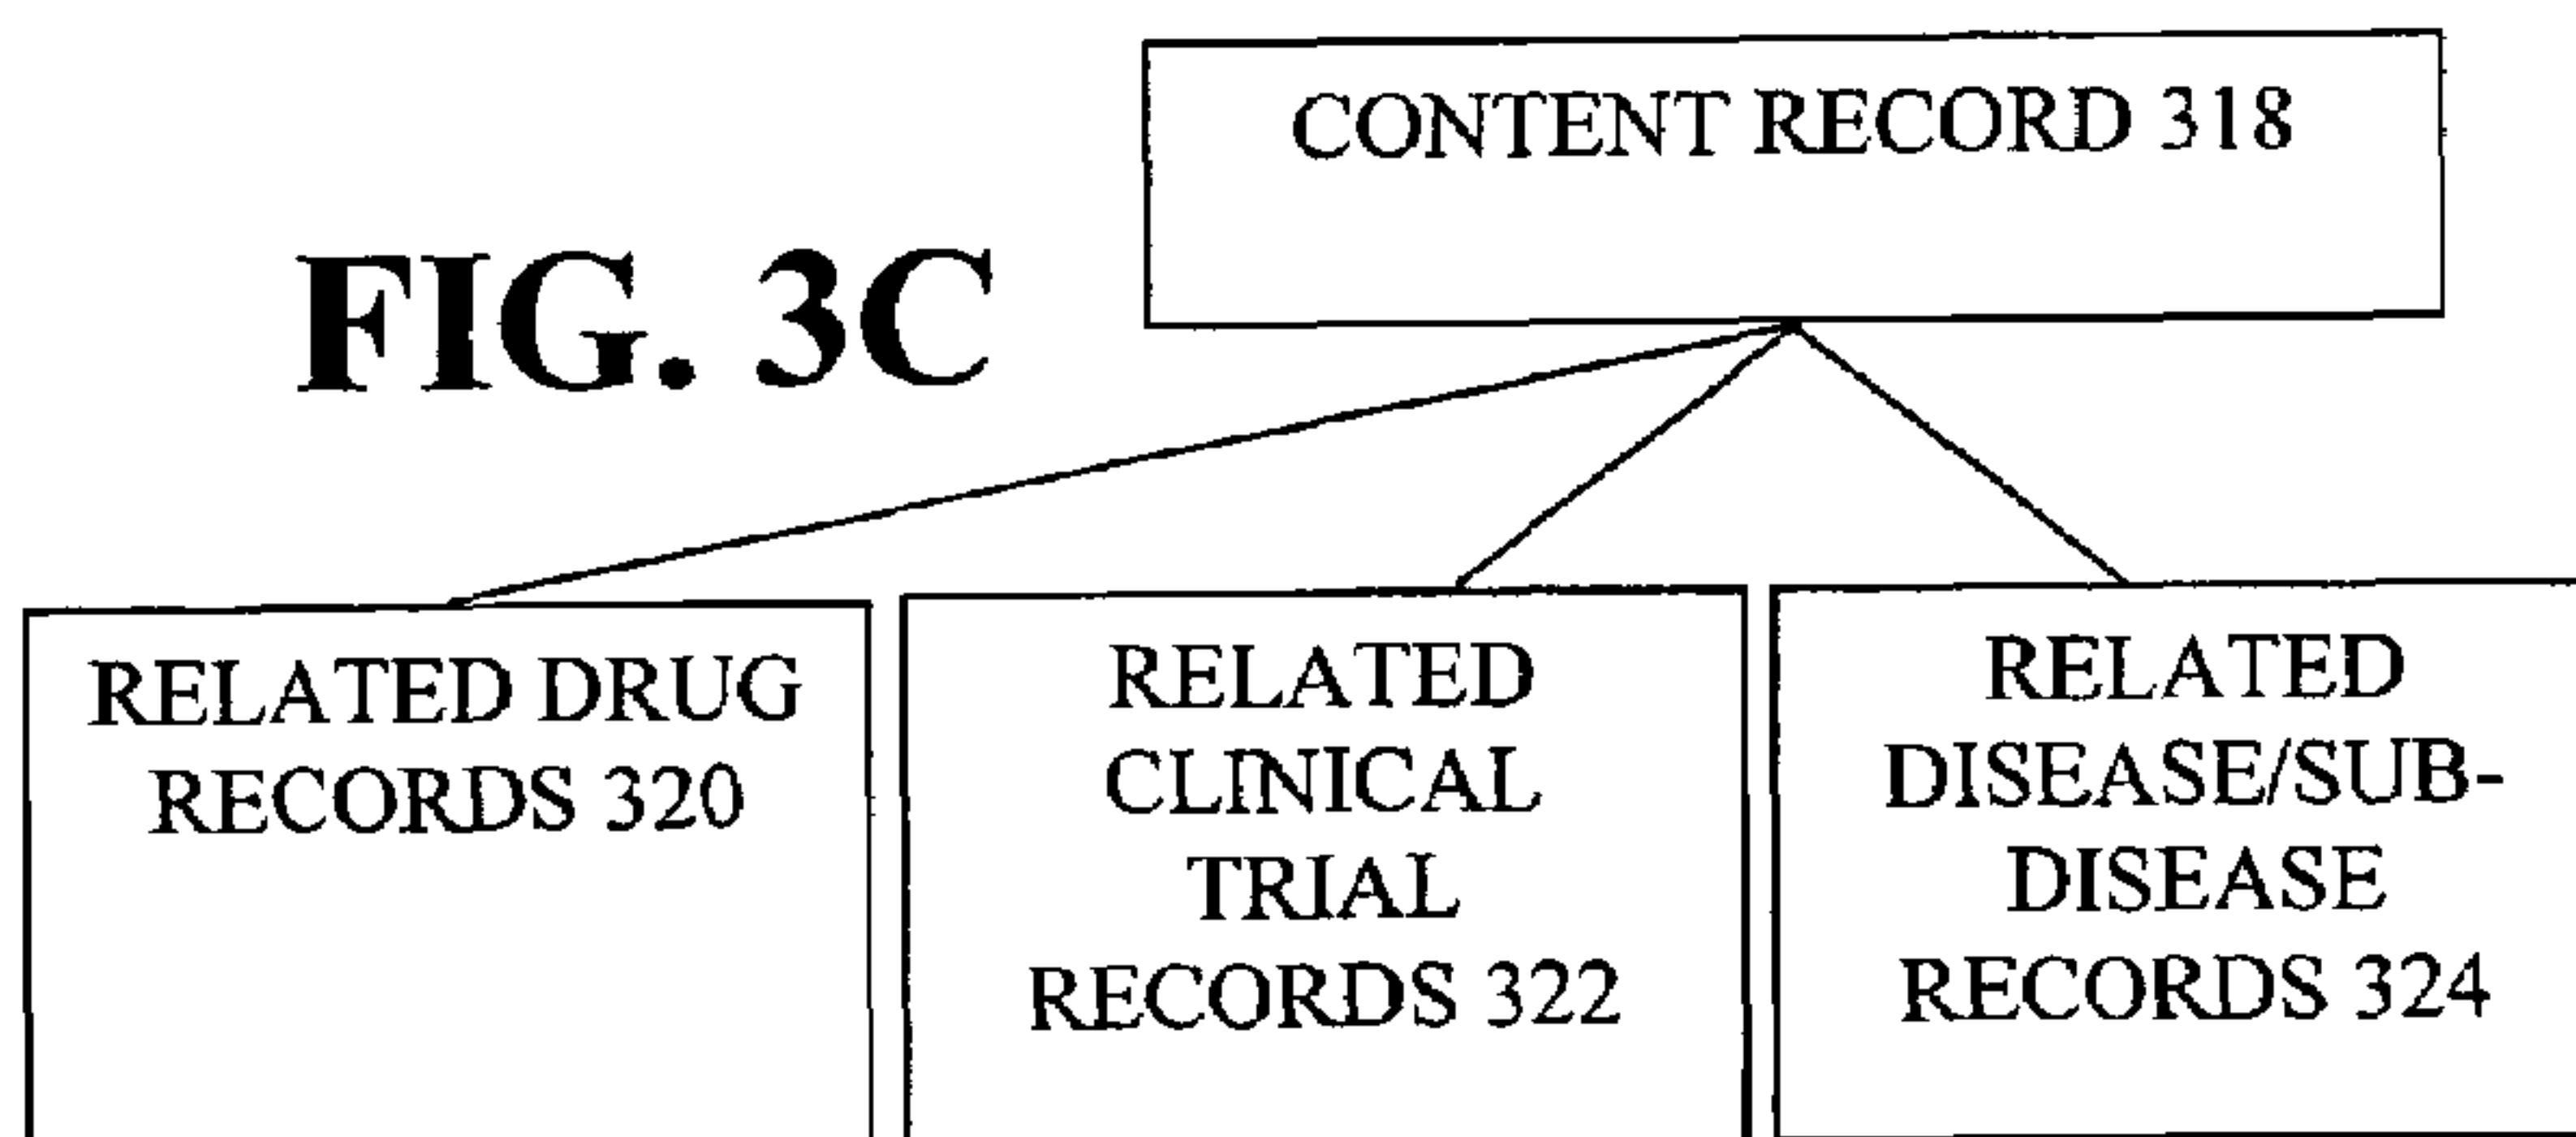 CONTENT RECORD 318
FIG. 3C
RELATED DRUG
RECORDS 320
RELATED
CLINICAL
TRIAL
RECORDS 322
RELATED
DISEASE/SUB-
DISEASE
RECORDS 324